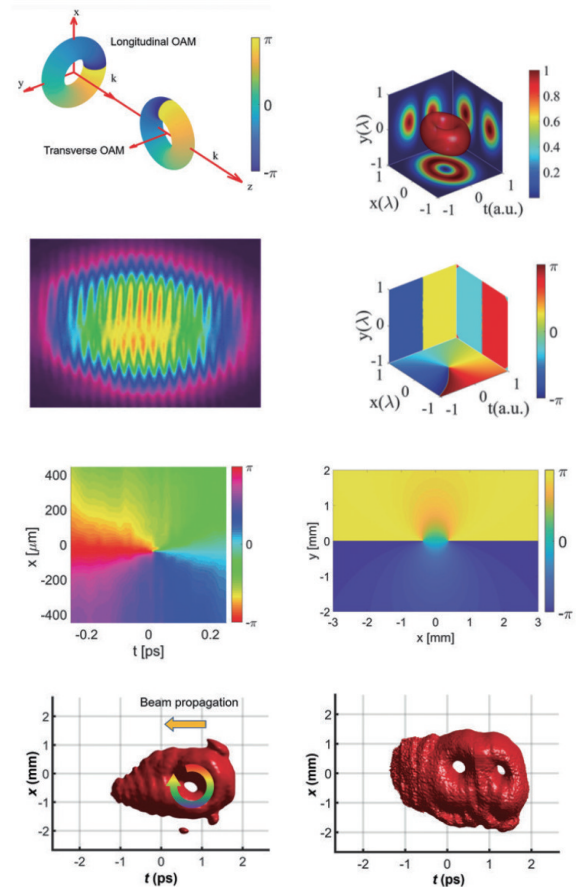 x
Longitudinal OAM
π
y
k
0
Transverse OAM
k
z
-π
1
1
0.8
y(λ)
0
0.6
-1
0.4
1
0.2
0
1
x(λ)
0
-1
-1
t(a.u.)
1
π
y(λ)
0
0
-1
1
0
1
x(λ)
0
-1
-1
t(a.u.)
-π
400
π
200
x [μm]
0
0
-200
-400
-π
-0.2
0
0.2
t [ps]
2
π
1
y [mm]
0
0
-1
-2
-π
-3
-2
-1
0
1
2
3
x [mm]
Beam propagation
2
1
x (mm)
0
-1
-2
-2
-1
0
1
2
t (ps)
2
1
x (mm)
0
-1
-2
-2
-1
0
1
2
t (ps)